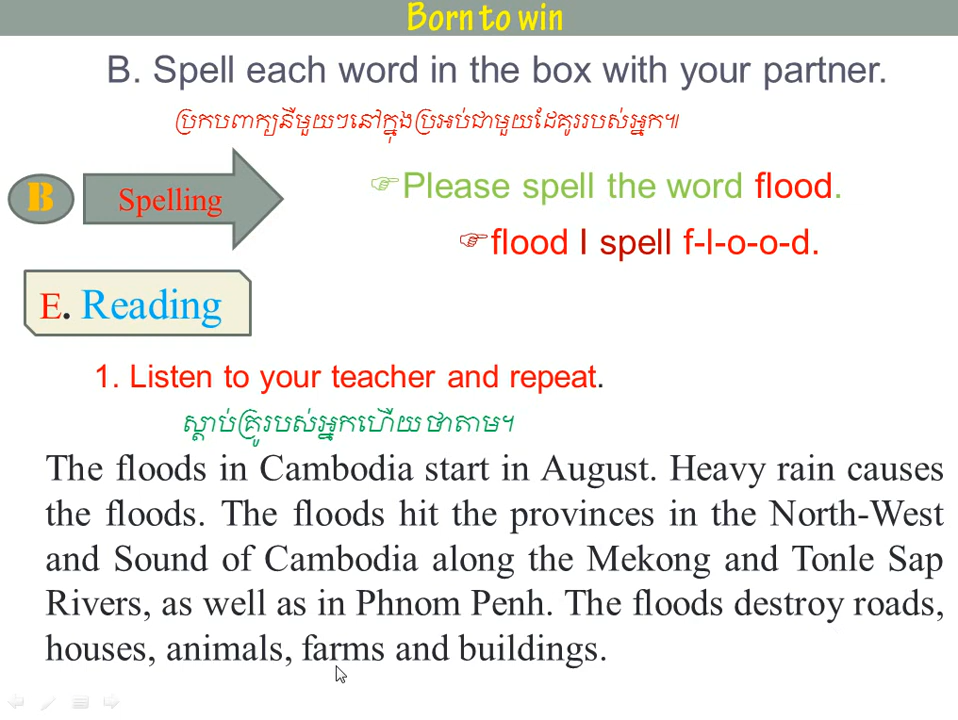 Born to win
B. Spell each word in the box with your partner.
ប្រកបពាក្យនីមួយៗនៅក្នុងប្រអប់ជាមួយដៃគូររបស់អ្នក៕
☞Please spell the word flood.
B
Spelling
☞flood I spell f-l-o-o-d.
E. Reading
1. Listen to your teacher and repeat.
ស្តាប់គ្រូរបស់អ្នកហើយថាតាម។
The floods in Cambodia start in August. Heavy rain causes
the floods. The floods hit the provinces in the North-West
and Sound of Cambodia along the Mekong and Tonle Sap
Rivers, as well as in Phnom Penh. The floods destroy roads,
houses, animals, farms and buildings.